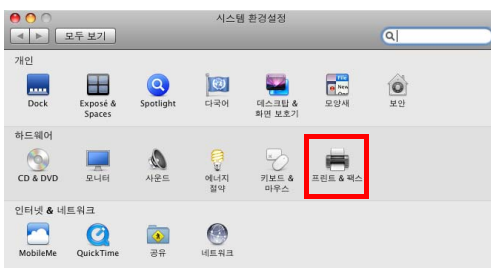 시스템 환경설정
모두 보기
개인
Dock
Exposé & Spaces
Spotlight
다국어
데스크탑 & 화면 보호기
File
New
모양새
보안
하드웨어
CD & DVD
모니터
사운드
에너지 절약
키보드 & 마우스
프린트 & 팩스
인터넷 & 네트워크
MobileMe
QuickTime
공유
네트워크